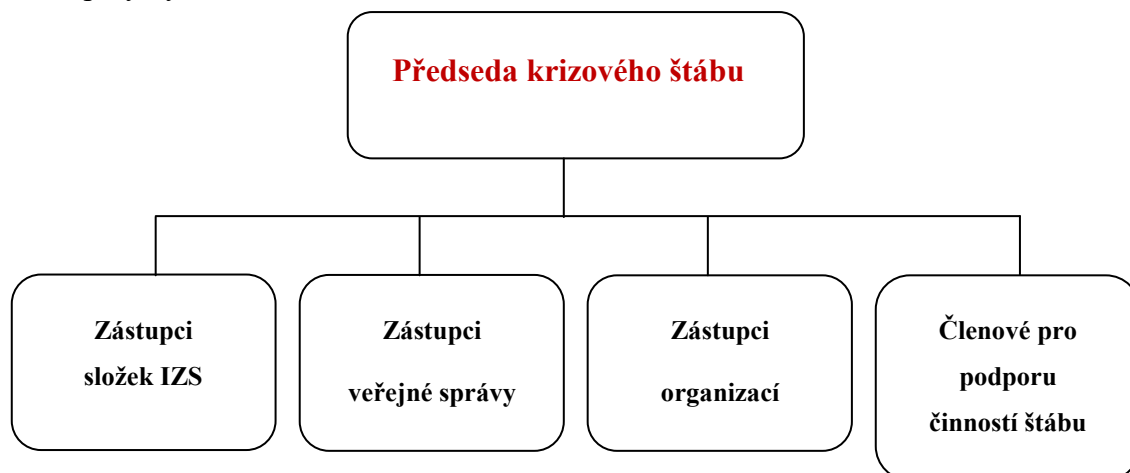 Předseda krizového štábu
Zástupci
složek IZS
Zástupci
veřejné správy
Zástupci
organizací
Členové pro
podporu
činností štábu